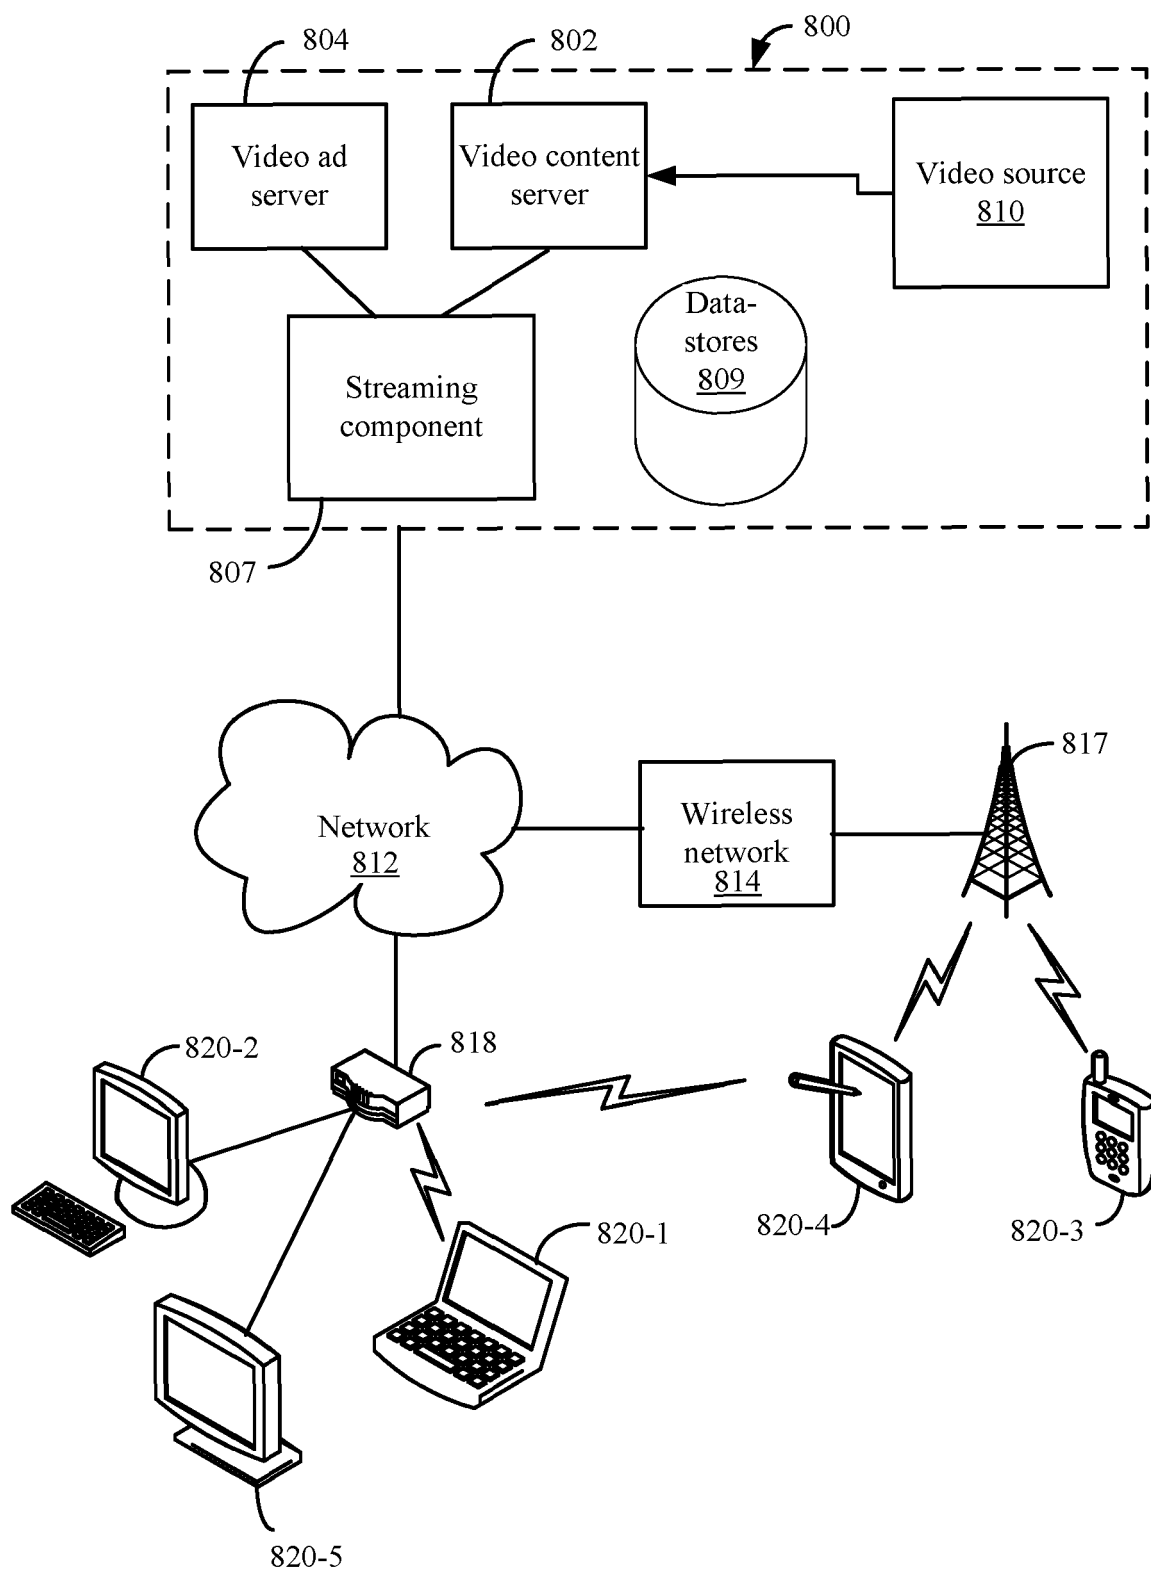 804
802
800
Video ad
server
Video content
server
Video source
810
Data-
stores
809
Streaming
component
807
817
Network
812
Wireless
network
814
820-2
818
820-1
820-4
820-3
820-5